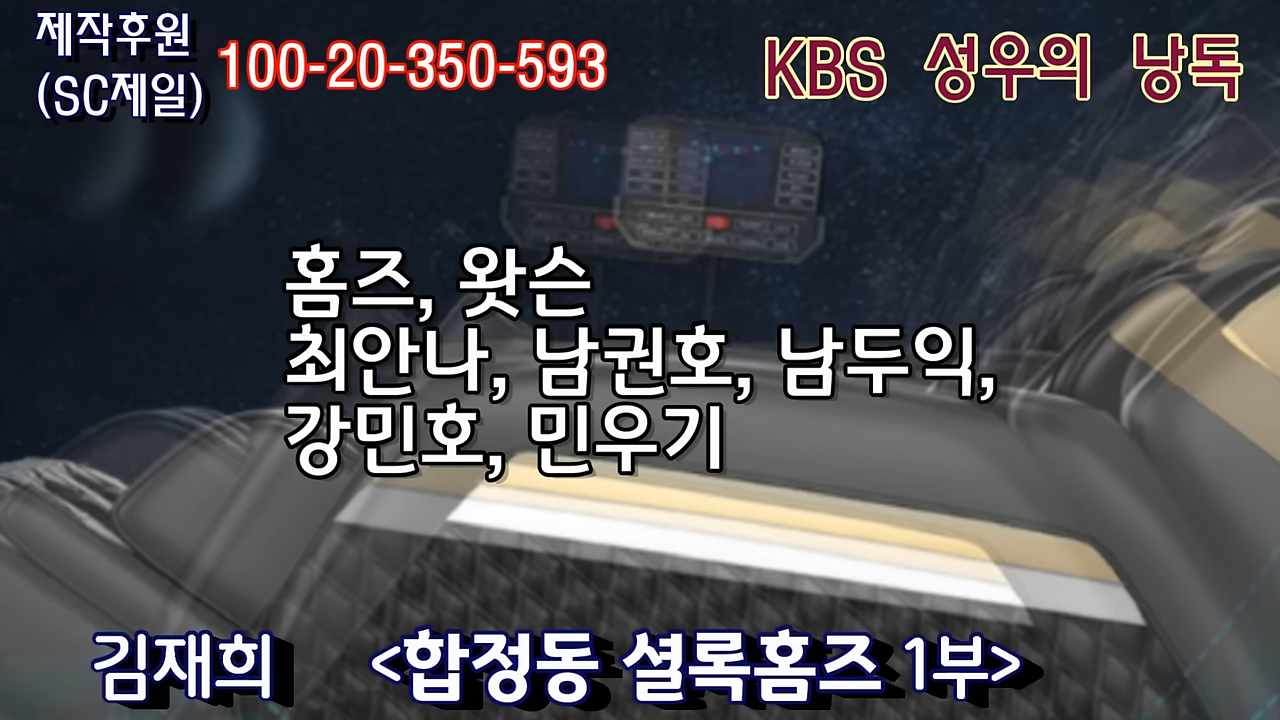 제작후원
(SC제일)
100-20-350-593
KBS 성우의 낭독
홈즈, 왓슨
최안나, 남권호, 남두익,
강민호, 민우기
김재희 <합정동 셜록홈즈 1부>